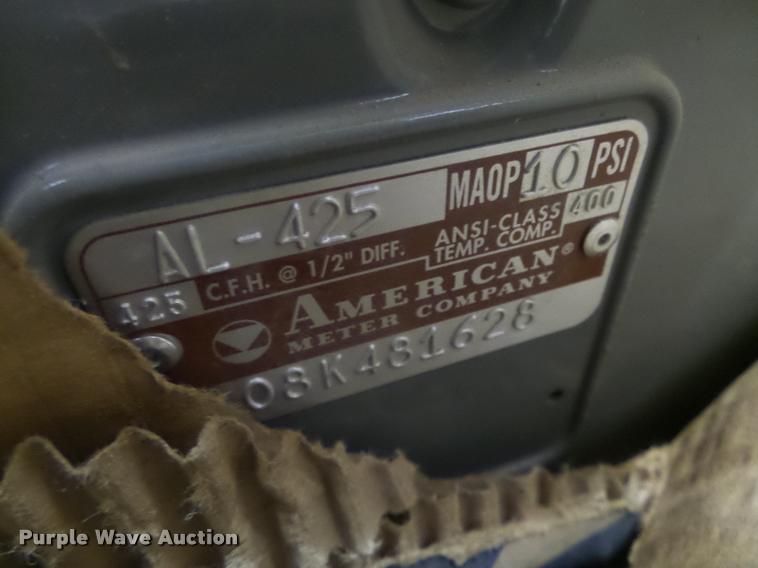 AL-425
MAOP 10 PSI
425 C.F.H. @ 1/2" DIFF.
ANSI-CLASS 400
TEMP. COMP.
AMERICAN®
METER COMPANY
08K481628
Purple Wave Auction